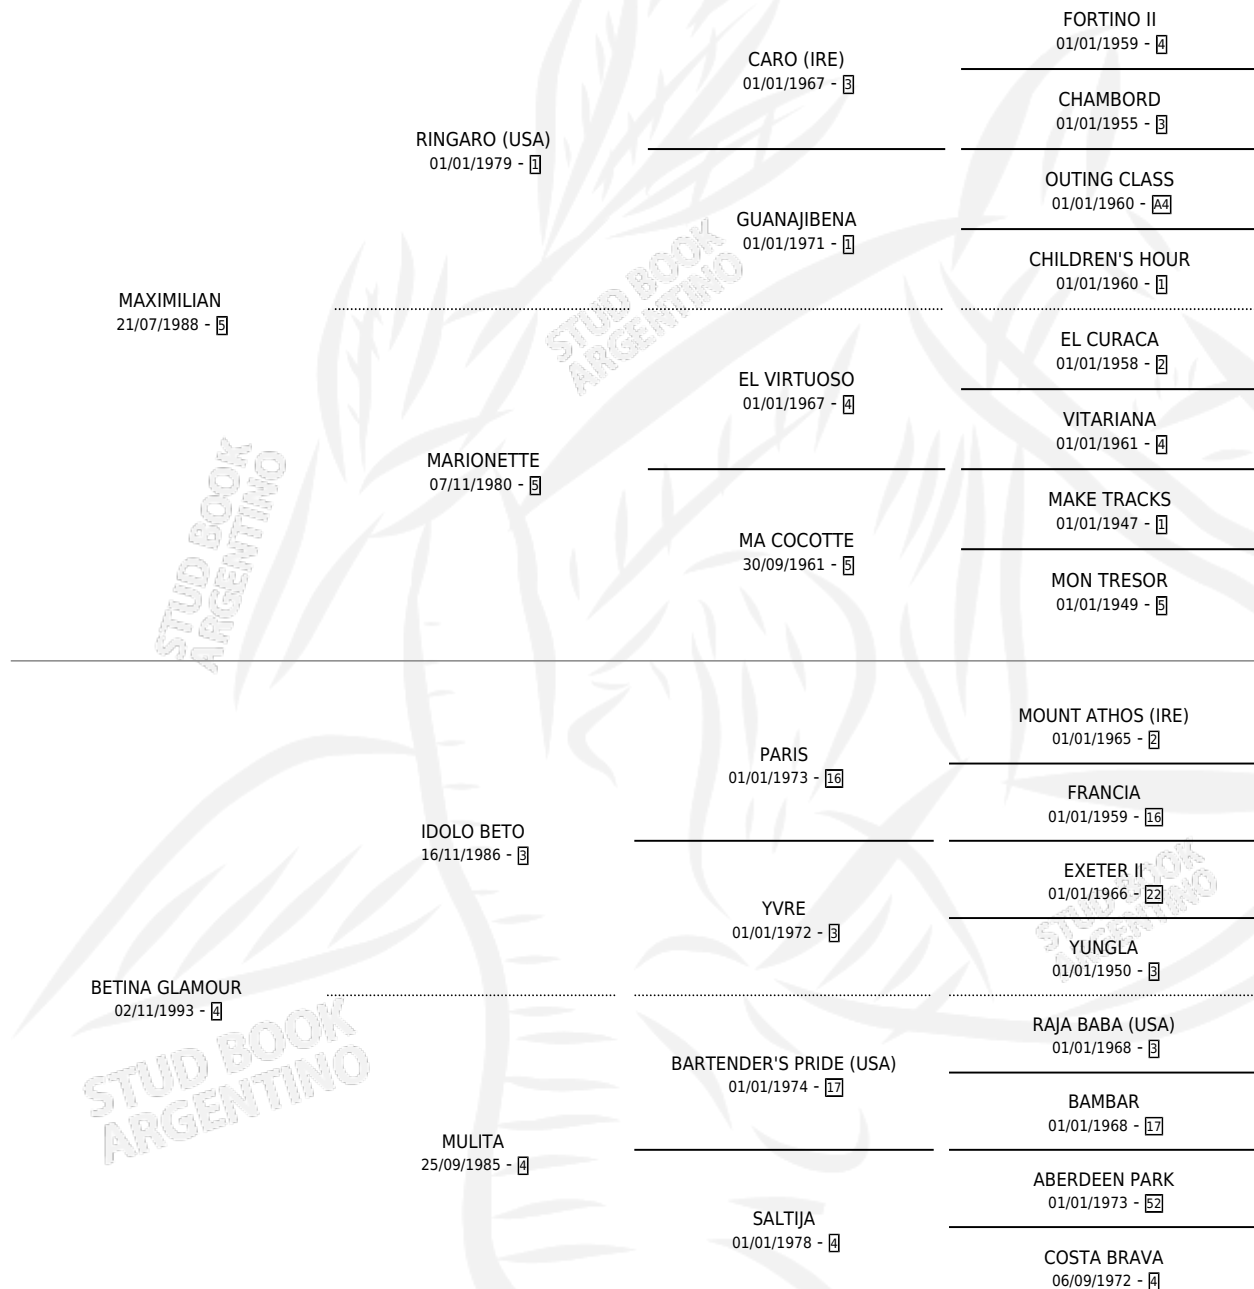 FORTINO II
01/01/1959 - 4
CARO (IRE)
01/01/1967 - 3
CHAMBORD
01/01/1955 - 3
RINGARO (USA)
01/01/1979 - 1
OUTING CLASS
01/01/1960 - A4
GUANAJIBENA
01/01/1971 - 1
CHILDREN'S HOUR
01/01/1960 - 1
MAXIMILIAN
21/07/1988 - 5
EL CURACA
01/01/1958 - 2
EL VIRTUOSO
01/01/1967 - 4
VITARIANA
01/01/1961 - 4
MARIONETTE
07/11/1980 - 5
MAKE TRACKS
01/01/1947 - 1
MA COCOTTE
30/09/1961 - 5
MON TRESOR
01/01/1949 - 5
MOUNT ATHOS (IRE)
01/01/1965 - 2
PARIS
01/01/1973 - 16
FRANCIA
01/01/1959 - 16
IDOLO BETO
16/11/1986 - 3
EXETER II
01/01/1966 - 22
YVRE
01/01/1972 - 3
YUNGLA
01/01/1950 - 3
BETINA GLAMOUR
02/11/1993 - 4
RAJA BABA (USA)
01/01/1968 - 3
BARTENDER'S PRIDE (USA)
01/01/1974 - 17
BAMBAR
01/01/1968 - 17
MULITA
25/09/1985 - 4
ABERDEEN PARK
01/01/1973 - 52
SALTIJA
01/01/1978 - 4
COSTA BRAVA
06/09/1972 - 4
STUD BOOK
ARGENTINO
STUD BOOK
ARGENTINO
STUD BOOK
ARGENTINO
STUD BOOK
ARGENTINO